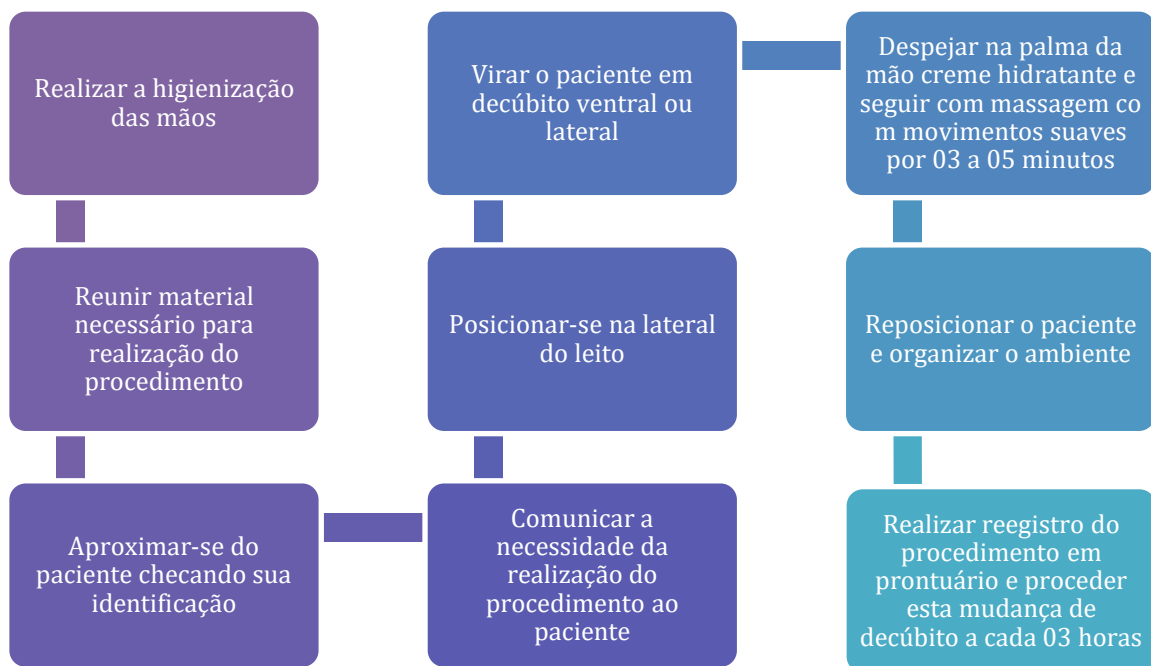 Realizar a higienização
das mãos
Reunir material
necessário para
realização do
procedimento
Aproximar-se do
paciente checando sua
identificação
Comunicar a
necessidade da
realização do
procedimento ao
paciente
Posicionar-se na lateral
do leito
Virar o paciente em
decúbito ventral ou
lateral
Despejar na palma da
mão creme hidratante e
seguir com massagem co
m movimentos suaves
por 03 a 05 minutos
Reposicionar o paciente
e organizar o ambiente
Realizar reegistro do
procedimento em
prontuário e proceder
esta mudança de
decúbito a cada 03 horas